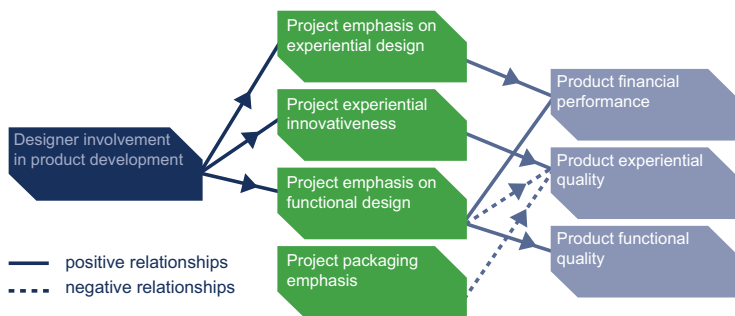 Project emphasis on
experiential design
Product financial
performance
Project experiential
innovativeness
Designer involvement
in product development
Product experiential
quality
Project emphasis on
functional design
Product functional
quality
Project packaging
emphasis
positive relationships
negative relationships